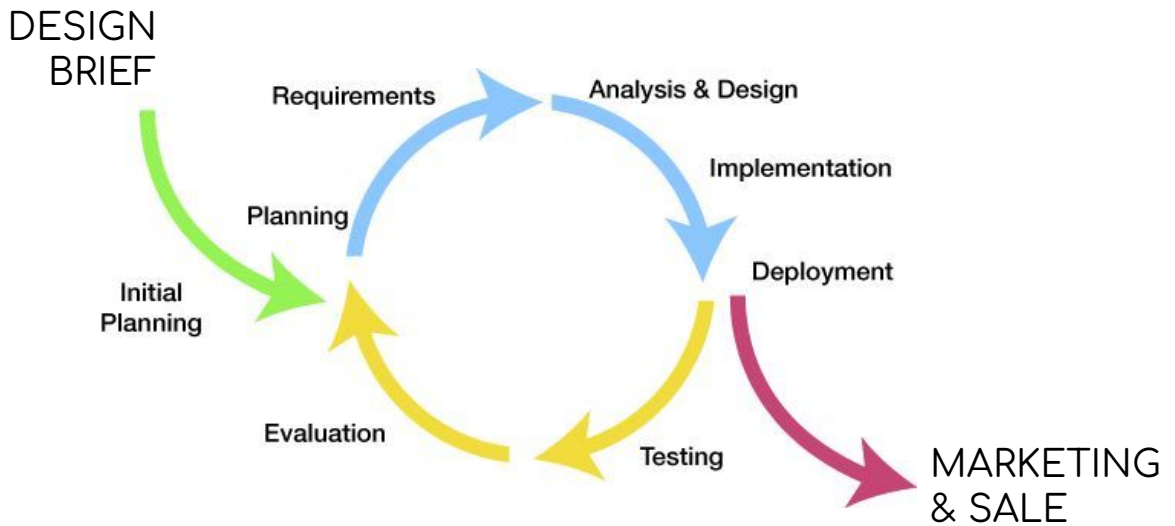 DESIGN
BRIEF
Requirements
Analysis & Design
Implementation
Planning
Deployment
Initial
Planning
Evaluation
Testing
MARKETING
& SALE